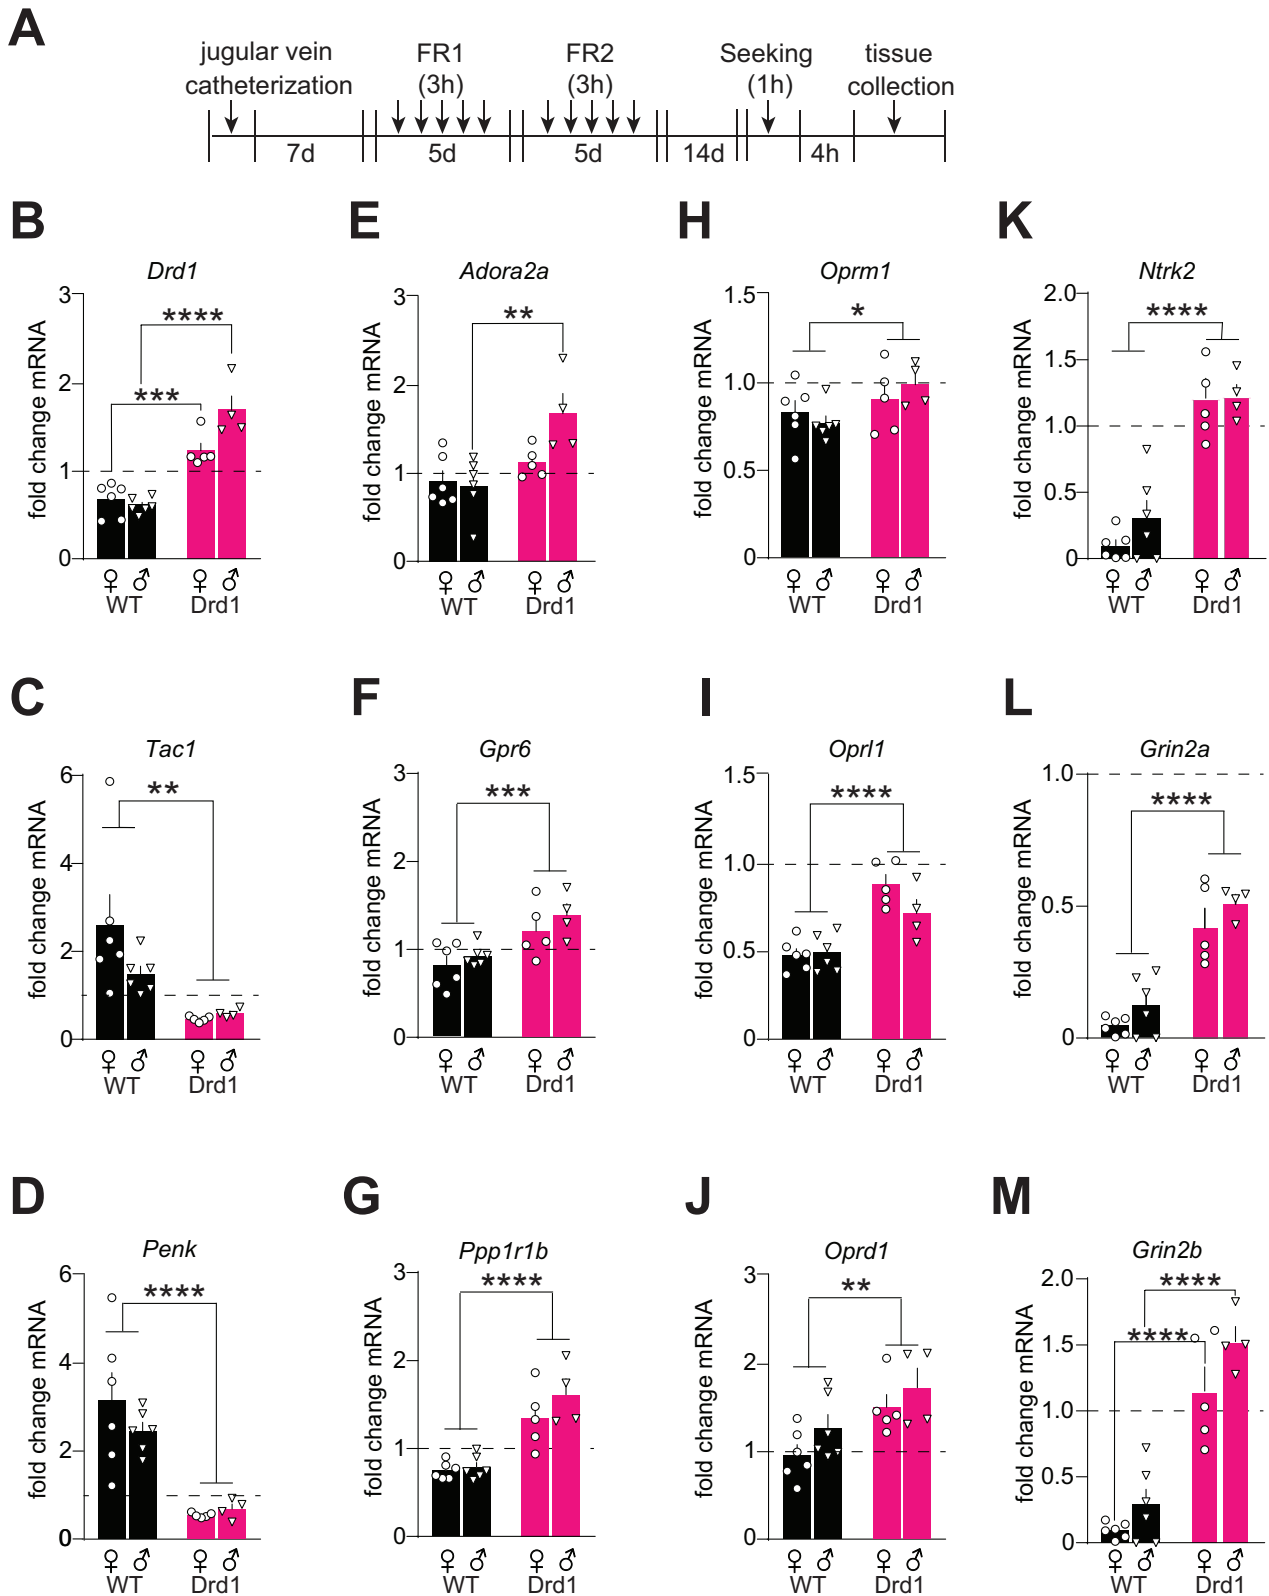 A
jugular vein catheterization
FR1 (3h)
FR2 (3h)
Seeking (1h)
tissue collection
7d
5d
5d
14d
4h
B
Drd1
fold change mRNA
3
2
1
0
****
***
♀ ♂ ♀ ♂
WT Drd1
E
Adora2a
fold change mRNA
3
2
1
0
**
♀ ♂ ♀ ♂
WT Drd1
H
Oprm1
fold change mRNA
1.5
1.0
0.5
0
*
♀ ♂ ♀ ♂
WT Drd1
K
Ntrk2
fold change mRNA
2.0
1.5
1.0
0.5
0
****
♀ ♂ ♀ ♂
WT Drd1
C
Tac1
fold change mRNA
6
4
2
0
**
♀ ♂ ♀ ♂
WT Drd1
F
Gpr6
fold change mRNA
3
2
1
0
***
♀ ♂ ♀ ♂
WT Drd1
I
Oprl1
fold change mRNA
1.5
1.0
0.5
0
****
♀ ♂ ♀ ♂
WT Drd1
L
Grin2a
fold change mRNA
1.0
0.5
0
****
♀ ♂ ♀ ♂
WT Drd1
D
Penk
fold change mRNA
6
4
2
0
****
♀ ♂ ♀ ♂
WT Drd1
G
Ppp1r1b
fold change mRNA
3
2
1
0
****
♀ ♂ ♀ ♂
WT Drd1
J
Oprd1
fold change mRNA
3
2
1
0
**
♀ ♂ ♀ ♂
WT Drd1
M
Grin2b
fold change mRNA
2.0
1.5
1.0
0.5
0
****
****
♀ ♂ ♀ ♂
WT Drd1